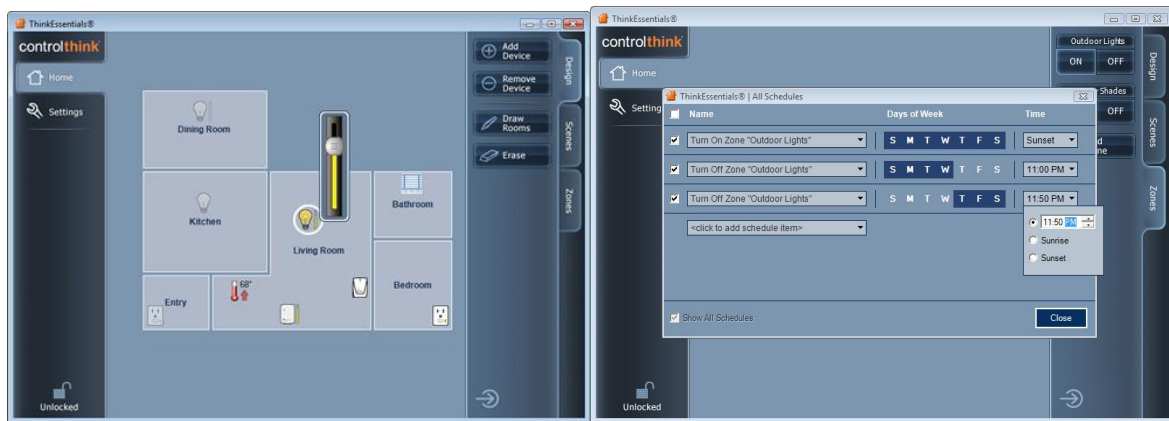 ThinkEssentials®
controlthink
Home
Settings
Dining Room
Kitchen
Living Room
Bathroom
Bedroom
Entry
68°
Add Device
Remove Device
Draw Rooms
Erase
Design
Scenes
Zones
Unlocked
ThinkEssentials®
controlthink
Home
Setting
Outdoor Lights
ON OFF
Shades
OFF
Design
Scenes
Zones
ThinkEssentials® | All Schedules
Name Days of Week Time
Turn On Zone "Outdoor Lights" S M T W T F S Sunset
Turn Off Zone "Outdoor Lights" S M T W T F S 11:00 PM
Turn Off Zone "Outdoor Lights" S M T W T F S 11:50 PM
<click to add schedule item>
11:50 PM
Sunrise
Sunset
Show All Schedules
Close
Unlocked